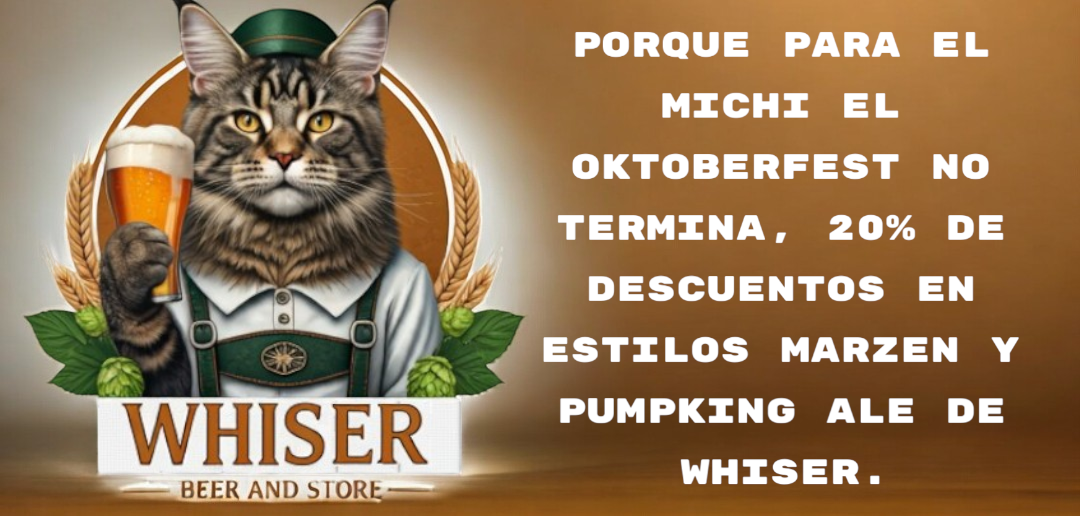 PORQUE PARA EL
MICHI EL
OKTOBERFEST NO
TERMINA, 20% DE
DESCUENTOS EN
ESTILOS MARZEN Y
PUMPKING ALE DE
WHISER.
WHISER
BEER AND STORE